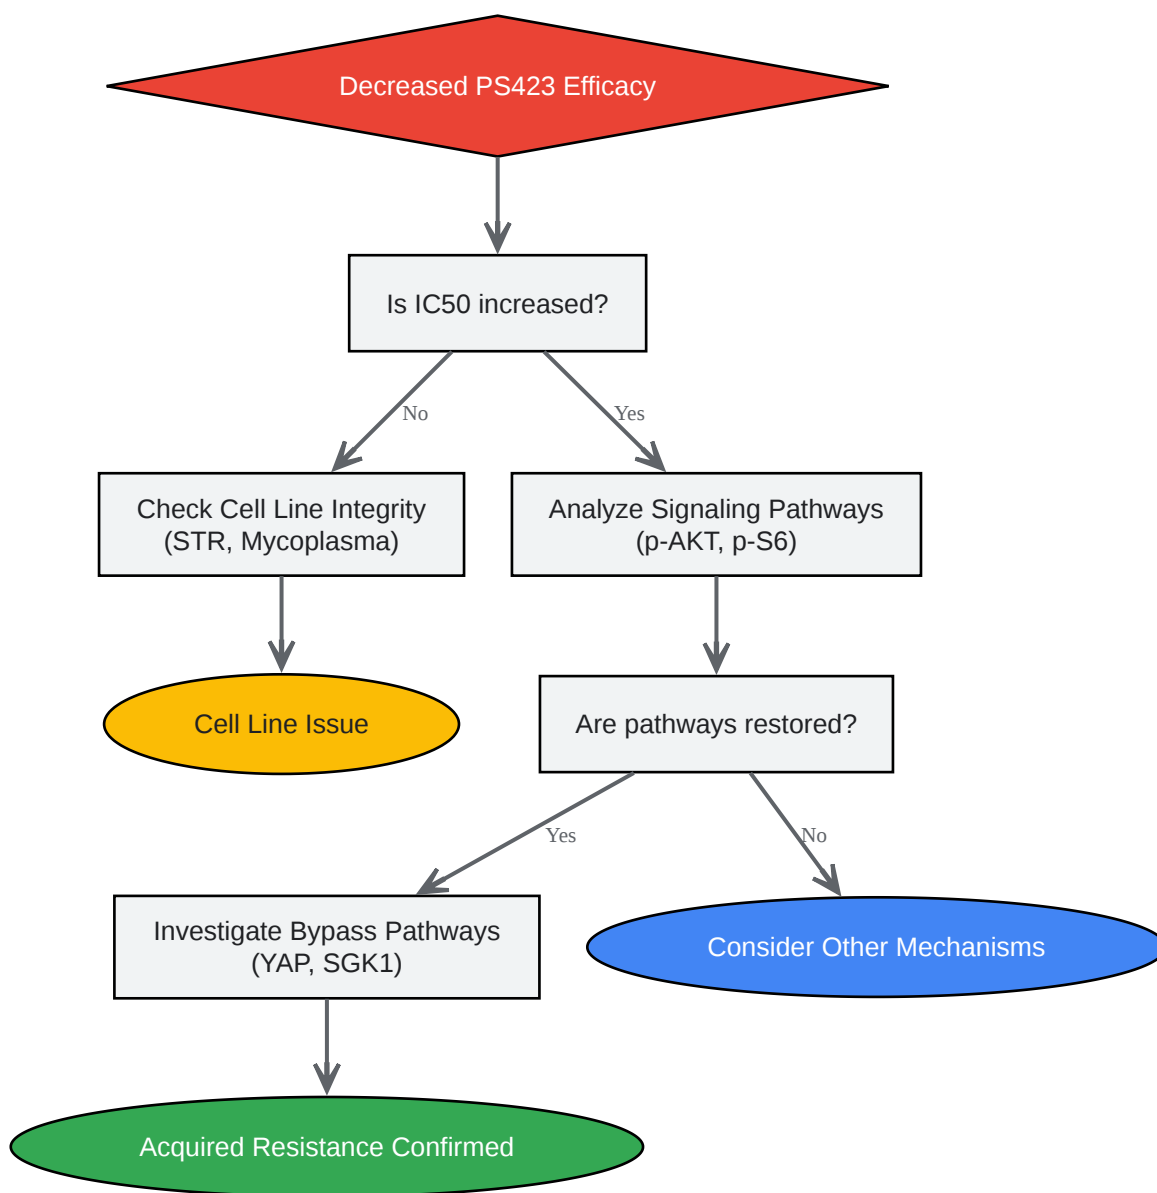 Decreased PS423 Efficacy
Is IC50 increased?
No
Yes
Check Cell Line Integrity
(STR, Mycoplasma)
Analyze Signaling Pathways
(p-AKT, p-S6)
Cell Line Issue
Are pathways restored?
Yes
No
Investigate Bypass Pathways
(YAP, SGK1)
Consider Other Mechanisms
Acquired Resistance Confirmed